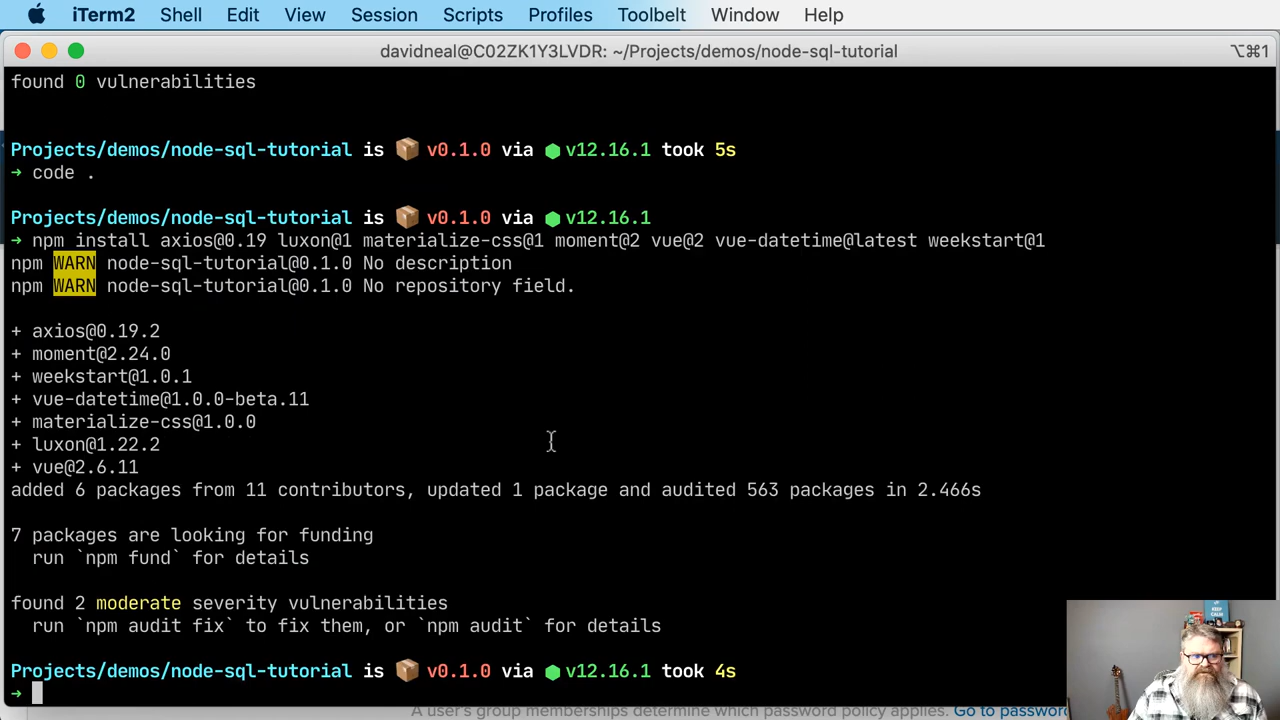 iTerm2 Shell Edit View Session Scripts Profiles Toolbelt Window Help
davidneal@C02ZK1Y3LVDR: ~/Projects/demos/node-sql-tutorial ⌥⌘1
found 0 vulnerabilities
Projects/demos/node-sql-tutorial is 📦 v0.1.0 via ⬢ v12.16.1 took 5s
➜ code .
Projects/demos/node-sql-tutorial is 📦 v0.1.0 via ⬢ v12.16.1
➜ npm install axios@0.19 luxon@1 materialize-css@1 moment@2 vue@2 vue-datetime@latest weekstart@1
npm WARN node-sql-tutorial@0.1.0 No description
npm WARN node-sql-tutorial@0.1.0 No repository field.
+ axios@0.19.2
+ moment@2.24.0
+ weekstart@1.0.1
+ vue-datetime@1.0.0-beta.11
+ materialize-css@1.0.0
+ luxon@1.22.2
+ vue@2.6.11
added 6 packages from 11 contributors, updated 1 package and audited 563 packages in 2.466s
7 packages are looking for funding
run `npm fund` for details
found 2 moderate severity vulnerabilities
run `npm audit fix` to fix them, or `npm audit` for details
Projects/demos/node-sql-tutorial is 📦 v0.1.0 via ⬢ v12.16.1 took 4s
➜
A user's group memberships determine which password policy applies. Go to passwor
KEEP CALM